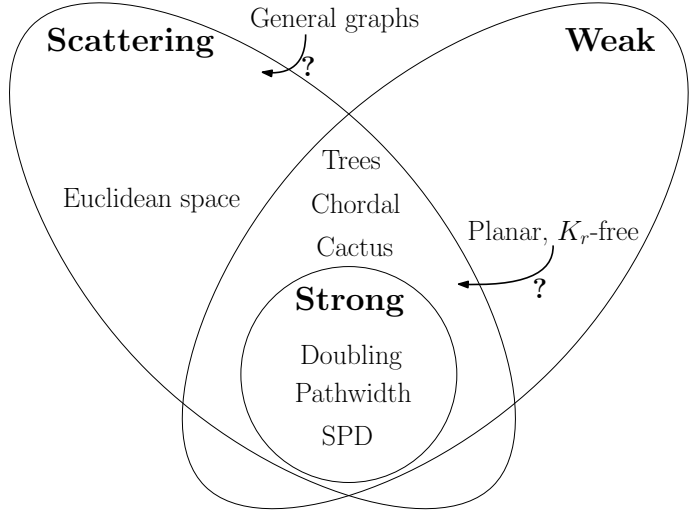 General graphs
Scattering
Weak
?
Trees
Euclidean space
Chordal
Planar, K_r-free
Cactus
?
Strong
Doubling
Pathwidth
SPD